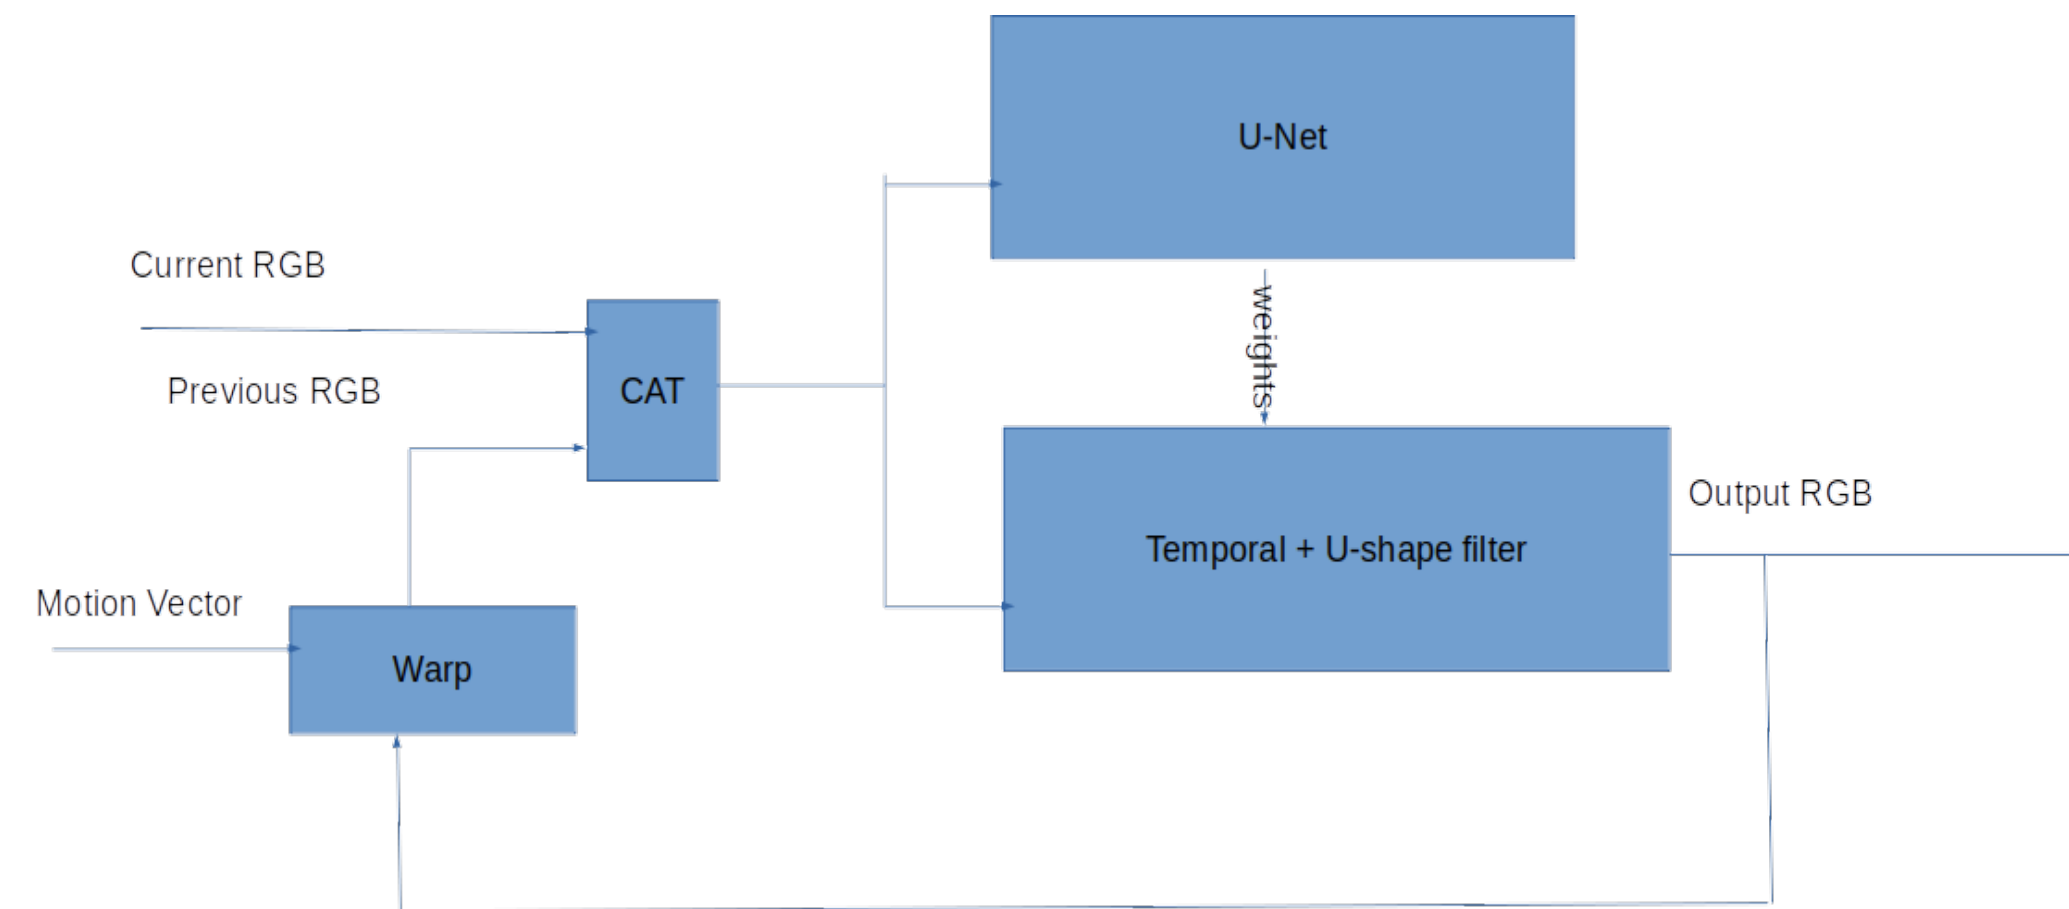 U-Net
Current RGB
weights
Previous RGB
CAT
Output RGB
Temporal + U-shape filter
Motion Vector
Warp